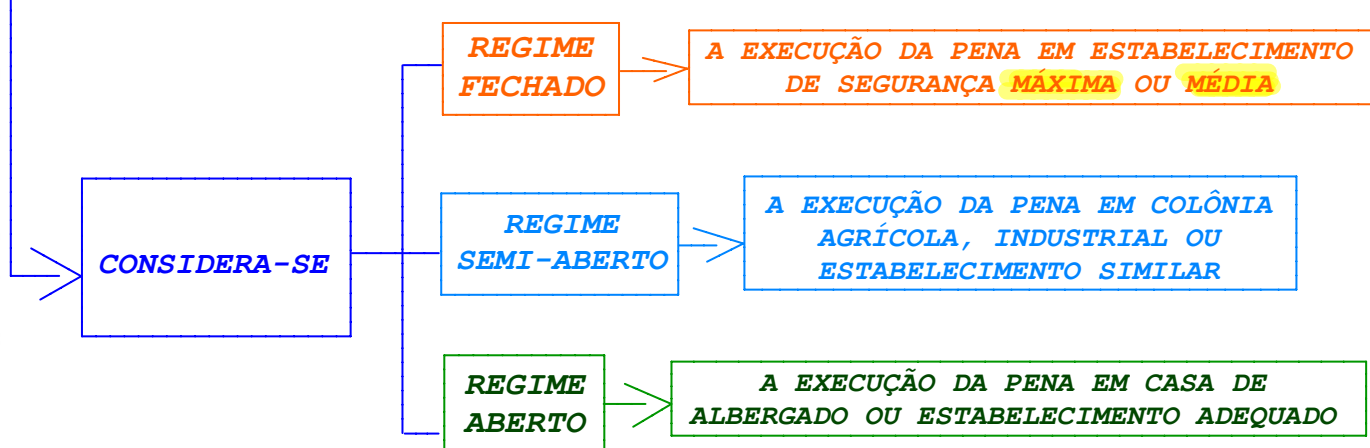 REGIME
FECHADO
A EXECUÇÃO DA PENA EM ESTABELECIMENTO
DE SEGURANÇA MÁXIMA OU MÉDIA
CONSIDERA-SE
REGIME
SEMI-ABERTO
A EXECUÇÃO DA PENA EM COLÔNIA
AGRÍCOLA, INDUSTRIAL OU
ESTABELECIMENTO SIMILAR
REGIME
ABERTO
A EXECUÇÃO DA PENA EM CASA DE
ALBERGADO OU ESTABELECIMENTO ADEQUADO